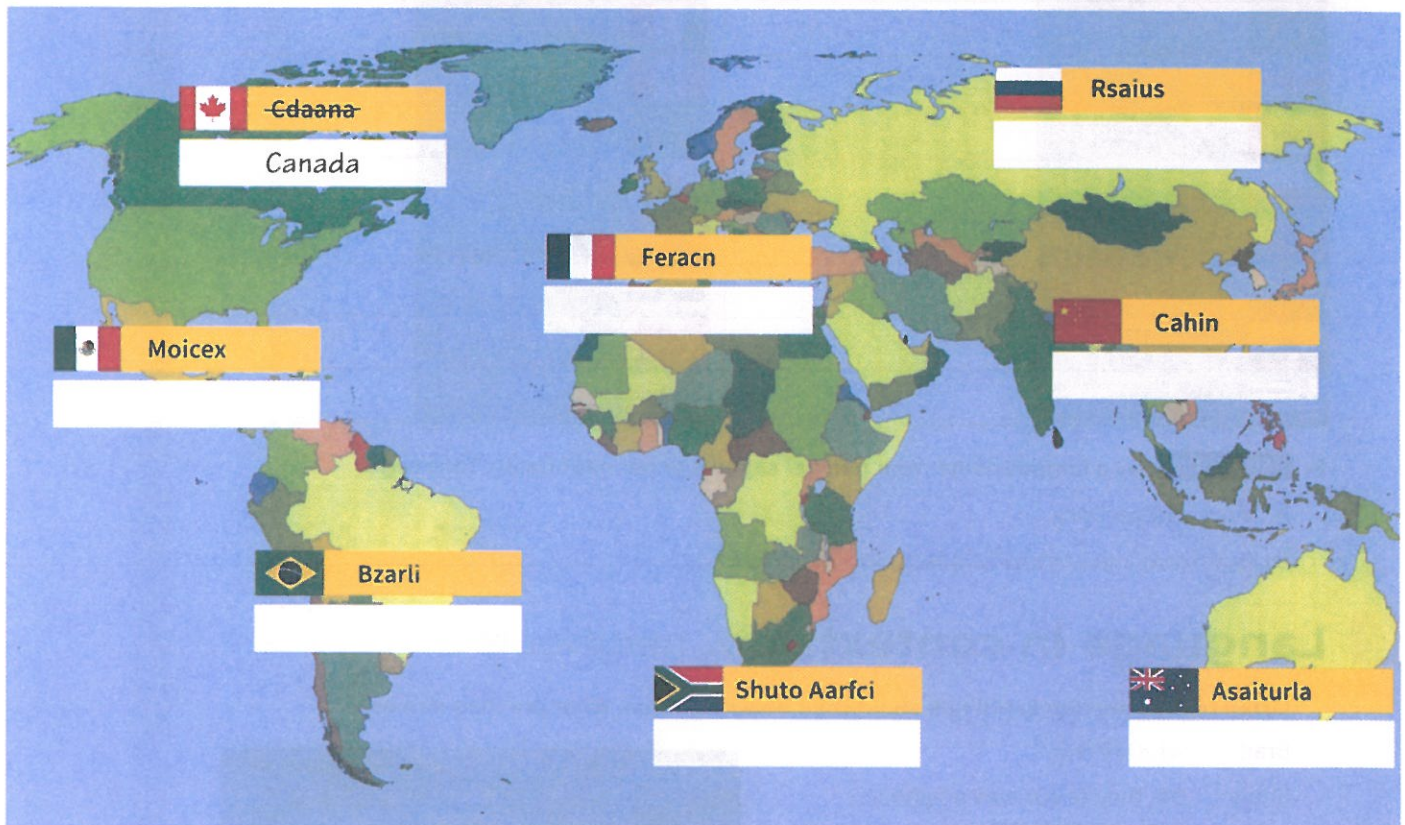 Cdaana
Canada
Rsaius
Feracn
Cahin
Moicex
Bzarli
Shuto Aarfci
Asaiturla